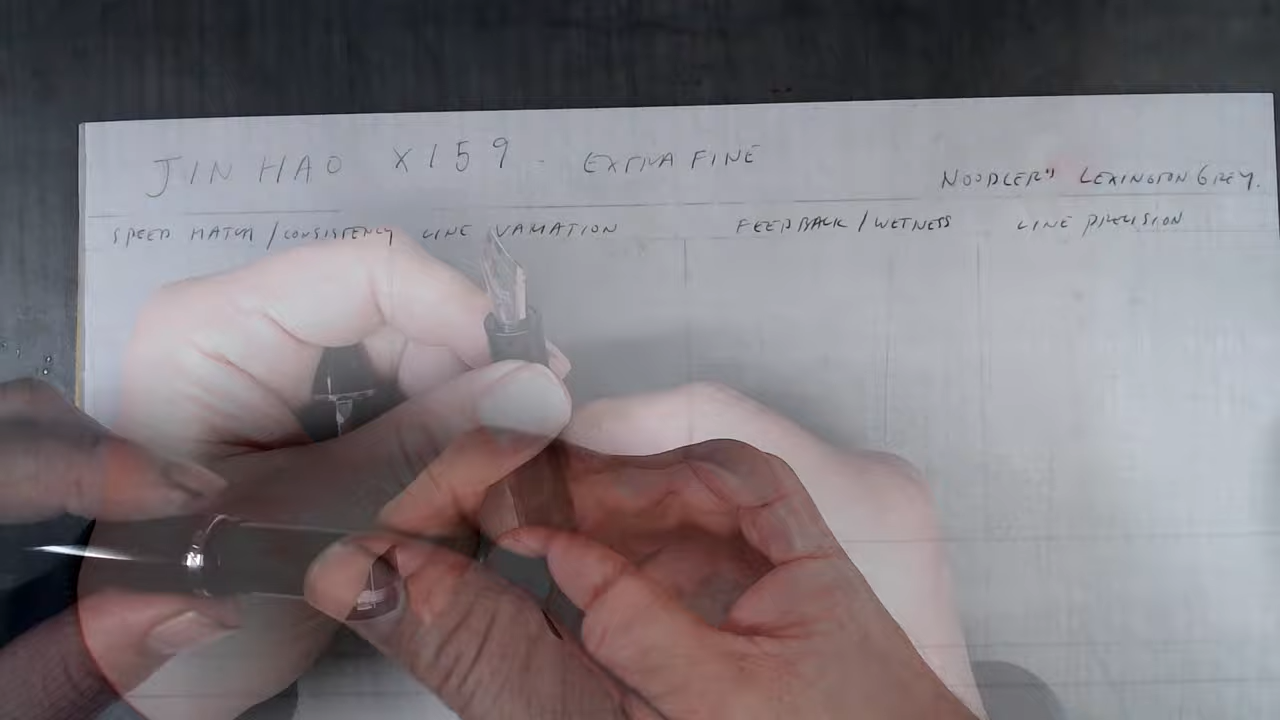 JIN HAO X159 - EXTRA FINE
NOODLER'S LEXINGTON GREY.
SPEED MATCH/CONSISTENCY LINE VARIATION FEEDBACK/WETNESS LINE PRECISION